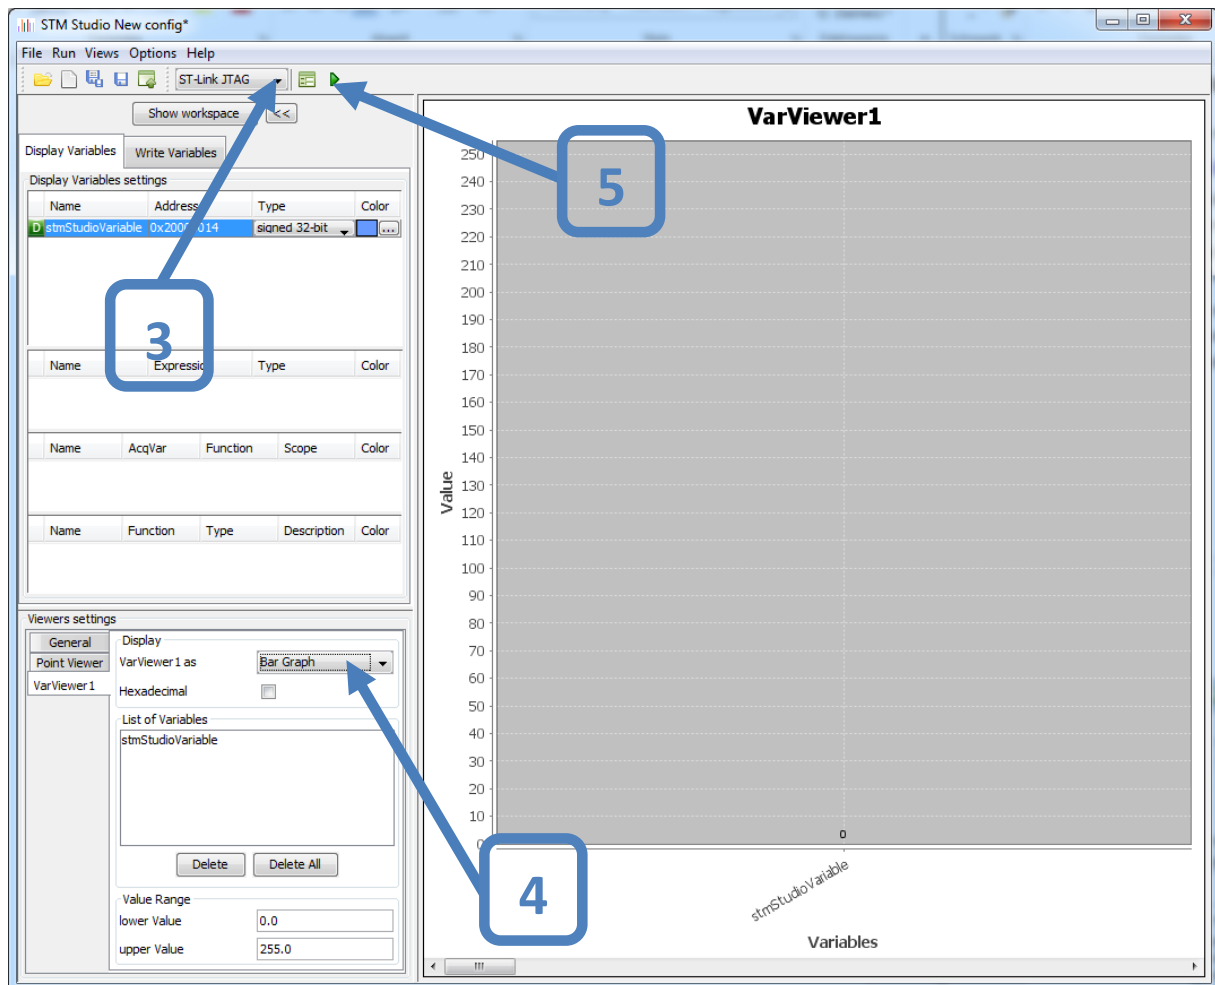 STM Studio New config*
File Run Views Options Help
ST-Link JTAG
Show workspace <<
Display Variables Write Variables
Display Variables settings
Name Address Type Color
D stmStudioVariable signed 32-bit ...
3
Name Expression Type Color
Name AcqVar Function Scope Color
Name Function Type Description Color
Viewers settings
General
Point Viewer
VarViewer1
Display
VarViewer1 as Bar Graph
Hexadecimal
List of Variables
stmStudioVariable
Delete Delete All
Value Range
lower Value 0.0
upper Value 255.0
VarViewer1
5
250
240
230
220
210
200
190
180
170
160
150
140
130
120
110
100
90
80
70
60
50
40
30
20
10
0
Value
0
4
stmStudioVariable
Variables